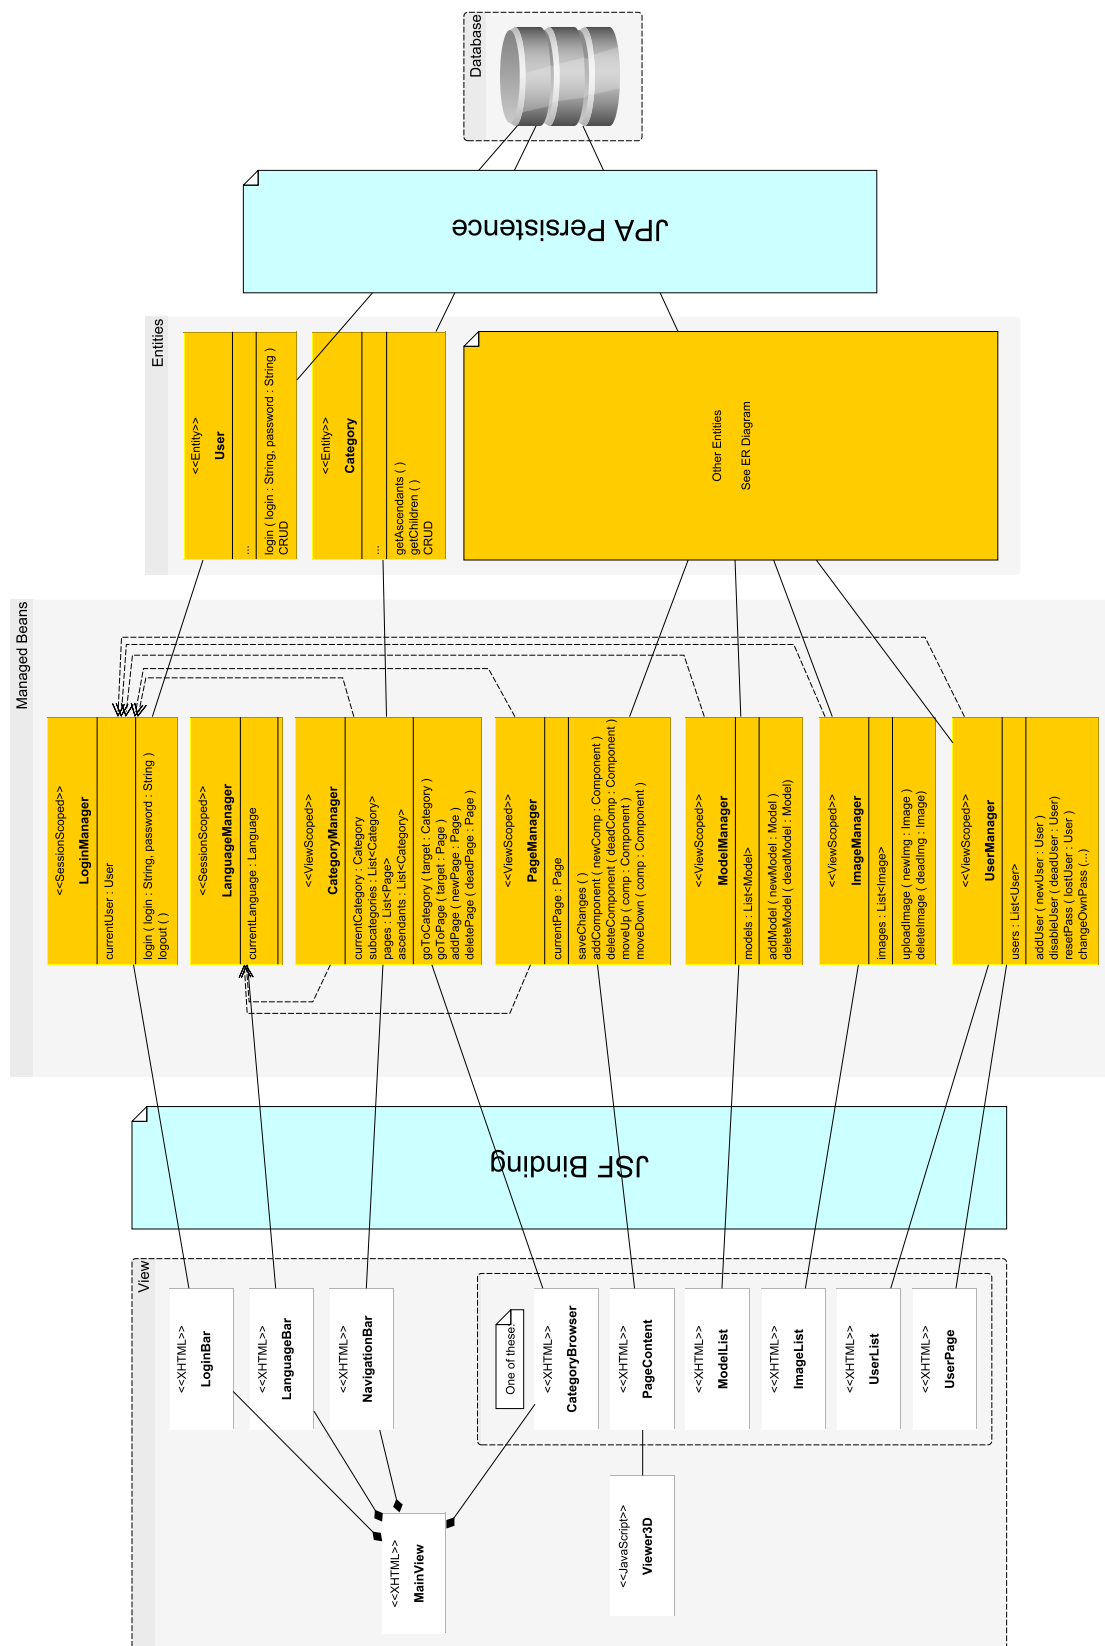 Database
JPA Persistence
Entities
<<Entity>>
User
...
login ( login : String, password : String )
CRUD
<<Entity>>
Category
...
getAscendants ( )
getChildren ( )
CRUD
Other Entities
See ER Diagram
Managed Beans
<<SessionScoped>>
LoginManager
currentUser : User
login ( login : String, password : String )
logout ( )
<<SessionScoped>>
LanguageManager
currentLanguage : Language
<<ViewScoped>>
CategoryManager
currentCategory : Category
subcategories : List<Category>
pages : List<Page>
ascendants : List<Category>
goToCategory ( target : Category )
goToPage ( target : Page )
addPage ( newPage : Page )
deletePage ( deadPage : Page )
<<ViewScoped>>
PageManager
currentPage : Page
saveChanges ( )
addComponent ( newComp : Component )
deleteComponent ( deadComp : Component )
moveUp ( comp : Component )
moveDown ( comp : Component )
<<ViewScoped>>
ModelManager
models : List<Model>
addModel ( newModel : Model )
deleteModel ( deadModel : Model)
<<ViewScoped>>
ImageManager
images : List<Image>
uploadImage ( newImg : Image )
deleteImage ( deadImg : Image)
<<ViewScoped>>
UserManager
users : List<User>
addUser ( newUser : User )
disableUser ( deadUser : User)
resetPass ( lostUser : User )
changeOwnPass (...)
JSF Binding
View
<<XHTML>>
LoginBar
<<XHTML>>
LanguageBar
<<XHTML>>
NavigationBar
One of these:
<<XHTML>>
CategoryBrowser
<<XHTML>>
PageContent
<<XHTML>>
ModelList
<<XHTML>>
ImageList
<<XHTML>>
UserList
<<XHTML>>
UserPage
<<XHTML>>
MainView
<<JavaScript>>
Viewer3D